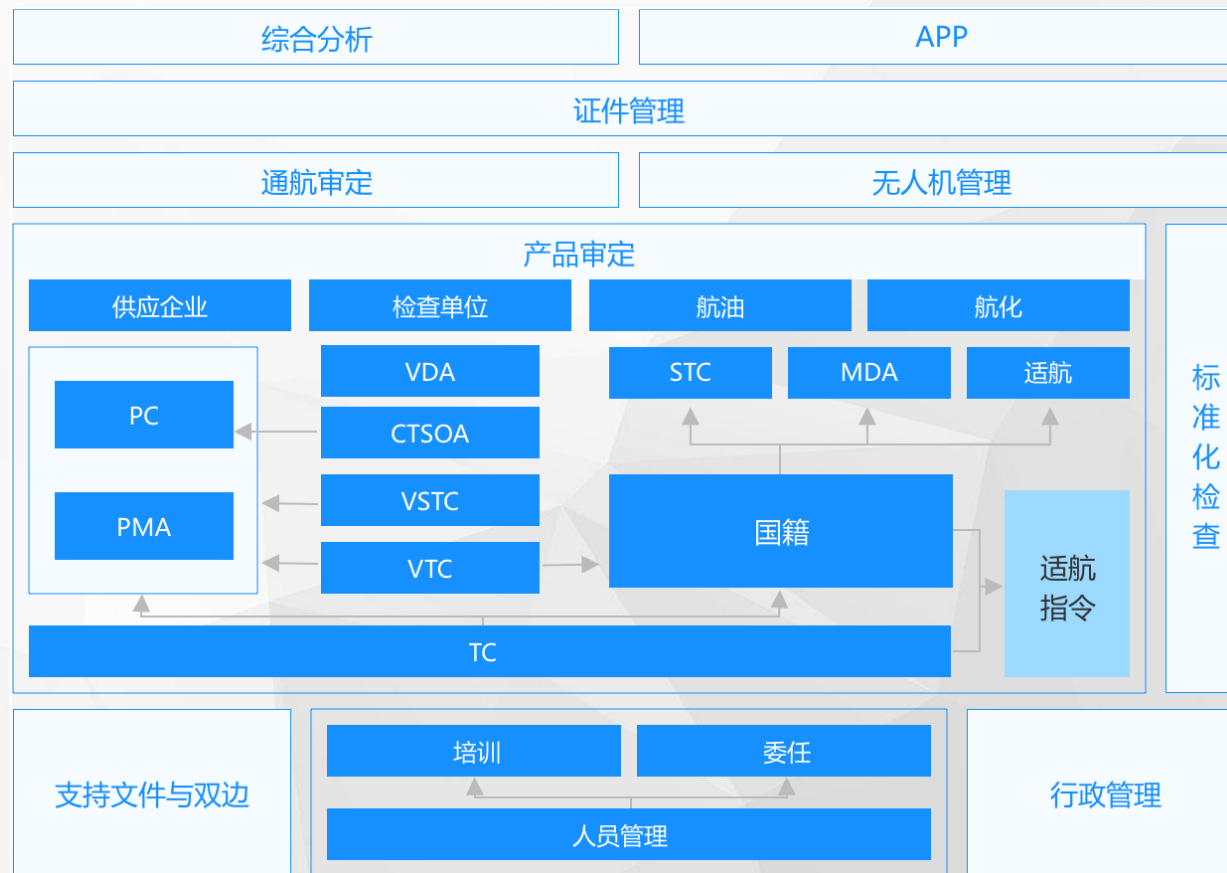 综合分析
APP
证件管理
通航审定
无人机管理
产品审定
供应企业
检查单位
航油
航化
PC
PMA
VDA
CTSOA
VSTC
VTC
STC
MDA
适航
国籍
适航
指令
TC
标
准
化
检
查
支持文件与双边
培训
委任
人员管理
行政管理